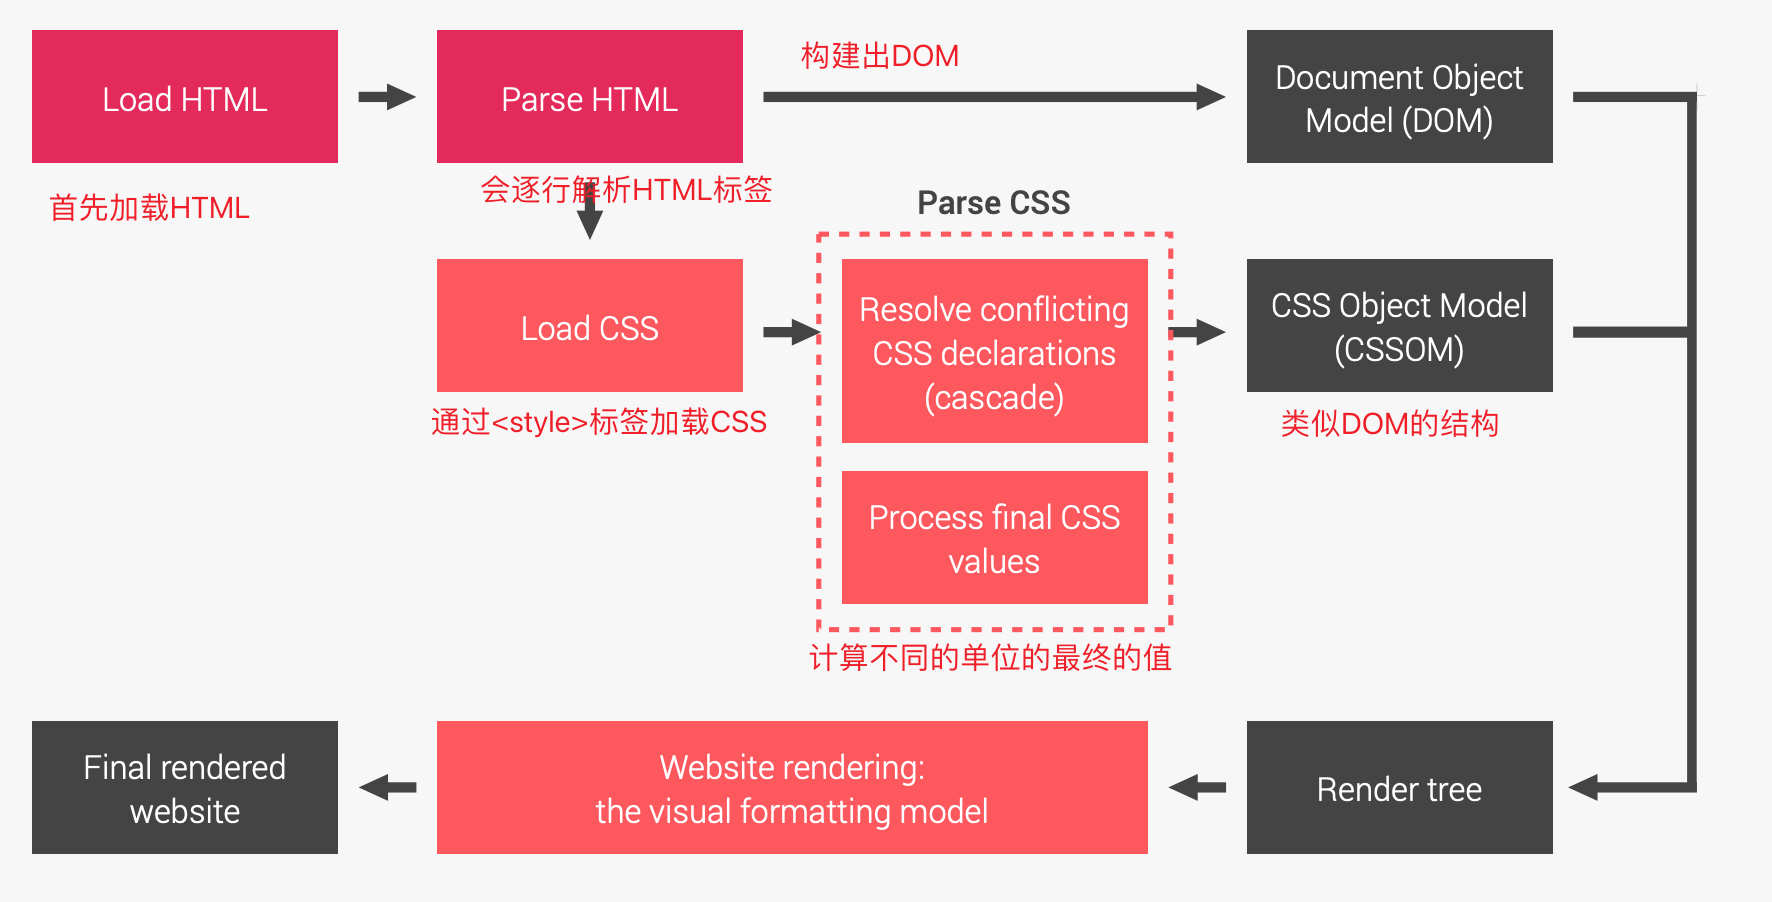 Load HTML
Parse HTML
构建出DOM
Document Object
Model (DOM)
首先加载HTML
会逐行解析HTML标签
Parse CSS
Load CSS
Resolve conflicting
CSS declarations
(cascade)
CSS Object Model
(CSSOM)
通过<style>标签加载CSS
类似DOM的结构
Process final CSS
values
计算不同的单位的最终的值
Final rendered
website
Website rendering:
the visual formatting model
Render tree